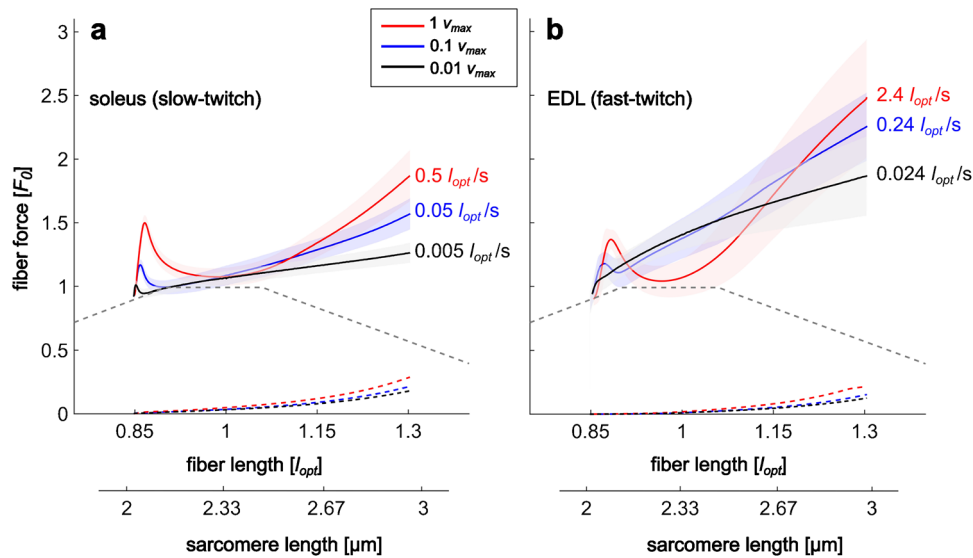 a
b
1 vmax
0.1 vmax
0.01 vmax
soleus (slow-twitch)
EDL (fast-twitch)
0.5 lopt/s
0.05 lopt/s
0.005 lopt/s
2.4 lopt/s
0.24 lopt/s
0.024 lopt/s
fiber force [F0]
3
2.5
2
1.5
1
0.5
0
0.85 1 1.15 1.3
fiber length [lopt]
2 2.33 2.67 3
sarcomere length [µm]
0.85 1 1.15 1.3
fiber length [lopt]
2 2.33 2.67 3
sarcomere length [µm]